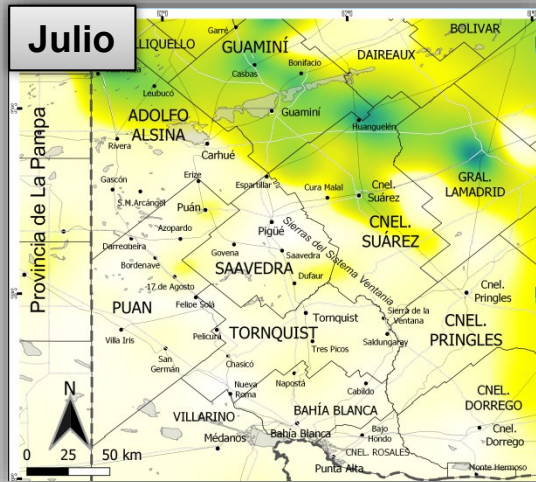 Julio
LIQUELLO
Garré
GUAMINÍ
BOLIVAR
DAIREAUX
Casbas
Bonifacio
Leubucó
ADOLFO
ALSINA
Guaminí
Huanguelén
Rivera
Carhué
GRAL.
LAMADRID
Gascón
Erize
Espartillar
Cura Malal
Cnel.
Suárez
S.M.Arcángol
Puán
CNEL.
SUÁREZ
Azopardo
Pigüé
Sierras del Sistema Ventania
Darregueira
Govena
Saavedra
Bordenave
SAAVEDRA
17 de Agosto
Dufaur
Provincia de La Pampa
PUAN
Felipe Solá
Cnel.
Pringles
Villa Iris
Pelicurá
TORNQUIST
Tornquist
Sierra de la
Ventana
CNEL.
PRINGLES
Tres Picos
Saldungaray
San
Germán
Chasicó
N
Nueva
Roma
Napostá
Cabildo
CNEL.
DORREGO
VILLARINO
BAHÍA BLANCA
Médanos
Bahía Blanca
Bajo
Hondo
Cnel.
Dorrego
CNEL. ROSALES
0 25 50 km
Punta Alta
Monte Hermoso